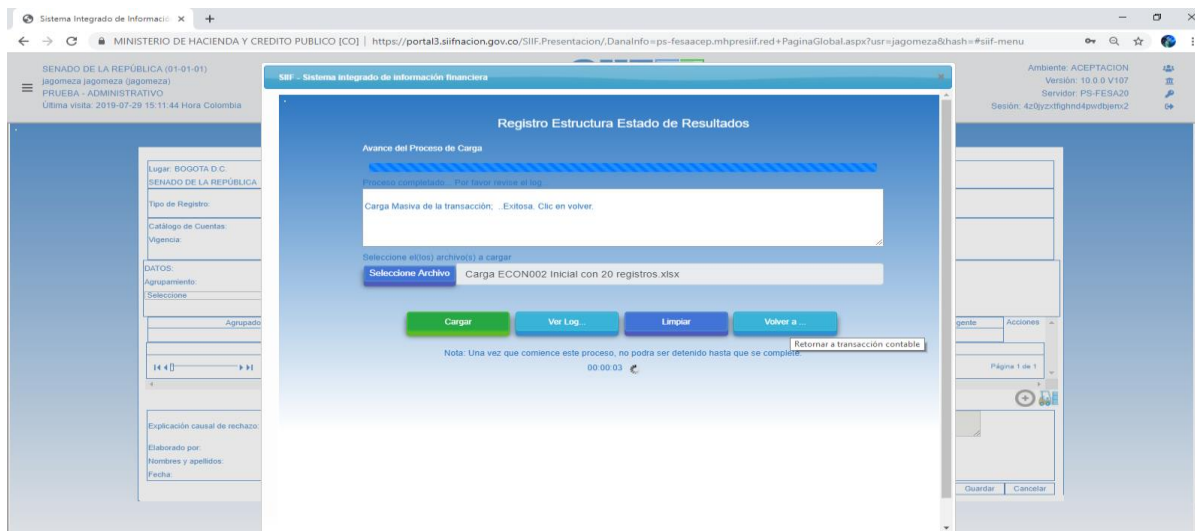 Sistema Integrado de Informació
MINISTERIO DE HACIENDA Y CREDITO PUBLICO [CO] | https://portal3.siifnacion.gov.co/SIIF.Presentacion/,DanaInfo=ps-fesaacep.mhpresiif.red+PaginaGlobal.aspx?usr=jagomeza&hash=#siif-menu
SENADO DE LA REPÚBLICA (01-01-01)
jagomeza jagomeza (jagomeza)
PRUEBA - ADMINISTRATIVO
Última visita: 2019-07-29 15:11:44 Hora Colombia
Ambiente: ACEPTACION
Versión: 10.0.0 V107
Servidor: PS-FESA20
SIIF - Sistema integrado de información financiera
Registro Estructura Estado de Resultados
Avance del Proceso de Carga
Proceso completado... Por favor revise el log...
Carga Masiva de la transacción; ..Exitosa. Clic en volver.
Seleccione el(los) archivo(s) a cargar
Seleccione Archivo Carga ECON002 Inicial con 20 registros.xlsx
Cargar Ver Log... Limpiar Volver a ...
Retornar a transacción contable
Nota: Una vez que comience este proceso, no podra ser detenido hasta que se complete.
00:00:03
Lugar: BOGOTA D.C.
SENADO DE LA REPÚBLICA
Tipo de Registro:
Catálogo de Cuentas:
Vigencia:
DATOS:
Agrupamiento:
Seleccione
Agrupado
gente Acciones
Página 1 de 1
Explicación causal de rechazo:
Elaborado por:
Nombres y apellidos:
Fecha:
Guardar Cancelar